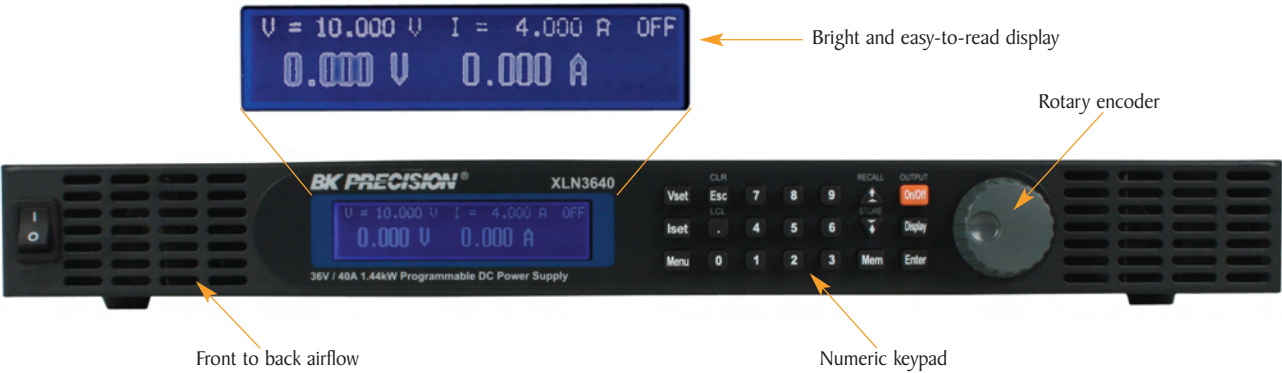 V = 10.000 V I = 4.000 A OFF
0.000 V 0.000 A
Bright and easy-to-read display
Rotary encoder
BK PRECISION® XLN3640
V = 10.000 V I = 4.000 A OFF
0.000 V 0.000 A
36V / 40A 1.44kW Programmable DC Power Supply
I
O
CLR RECALL OUTPUT
Vset Esc 7 8 9 On/Off
LCL STORE
Iset . 4 5 6 Display
Menu 0 1 2 3 Mem Enter
Front to back airflow
Numeric keypad